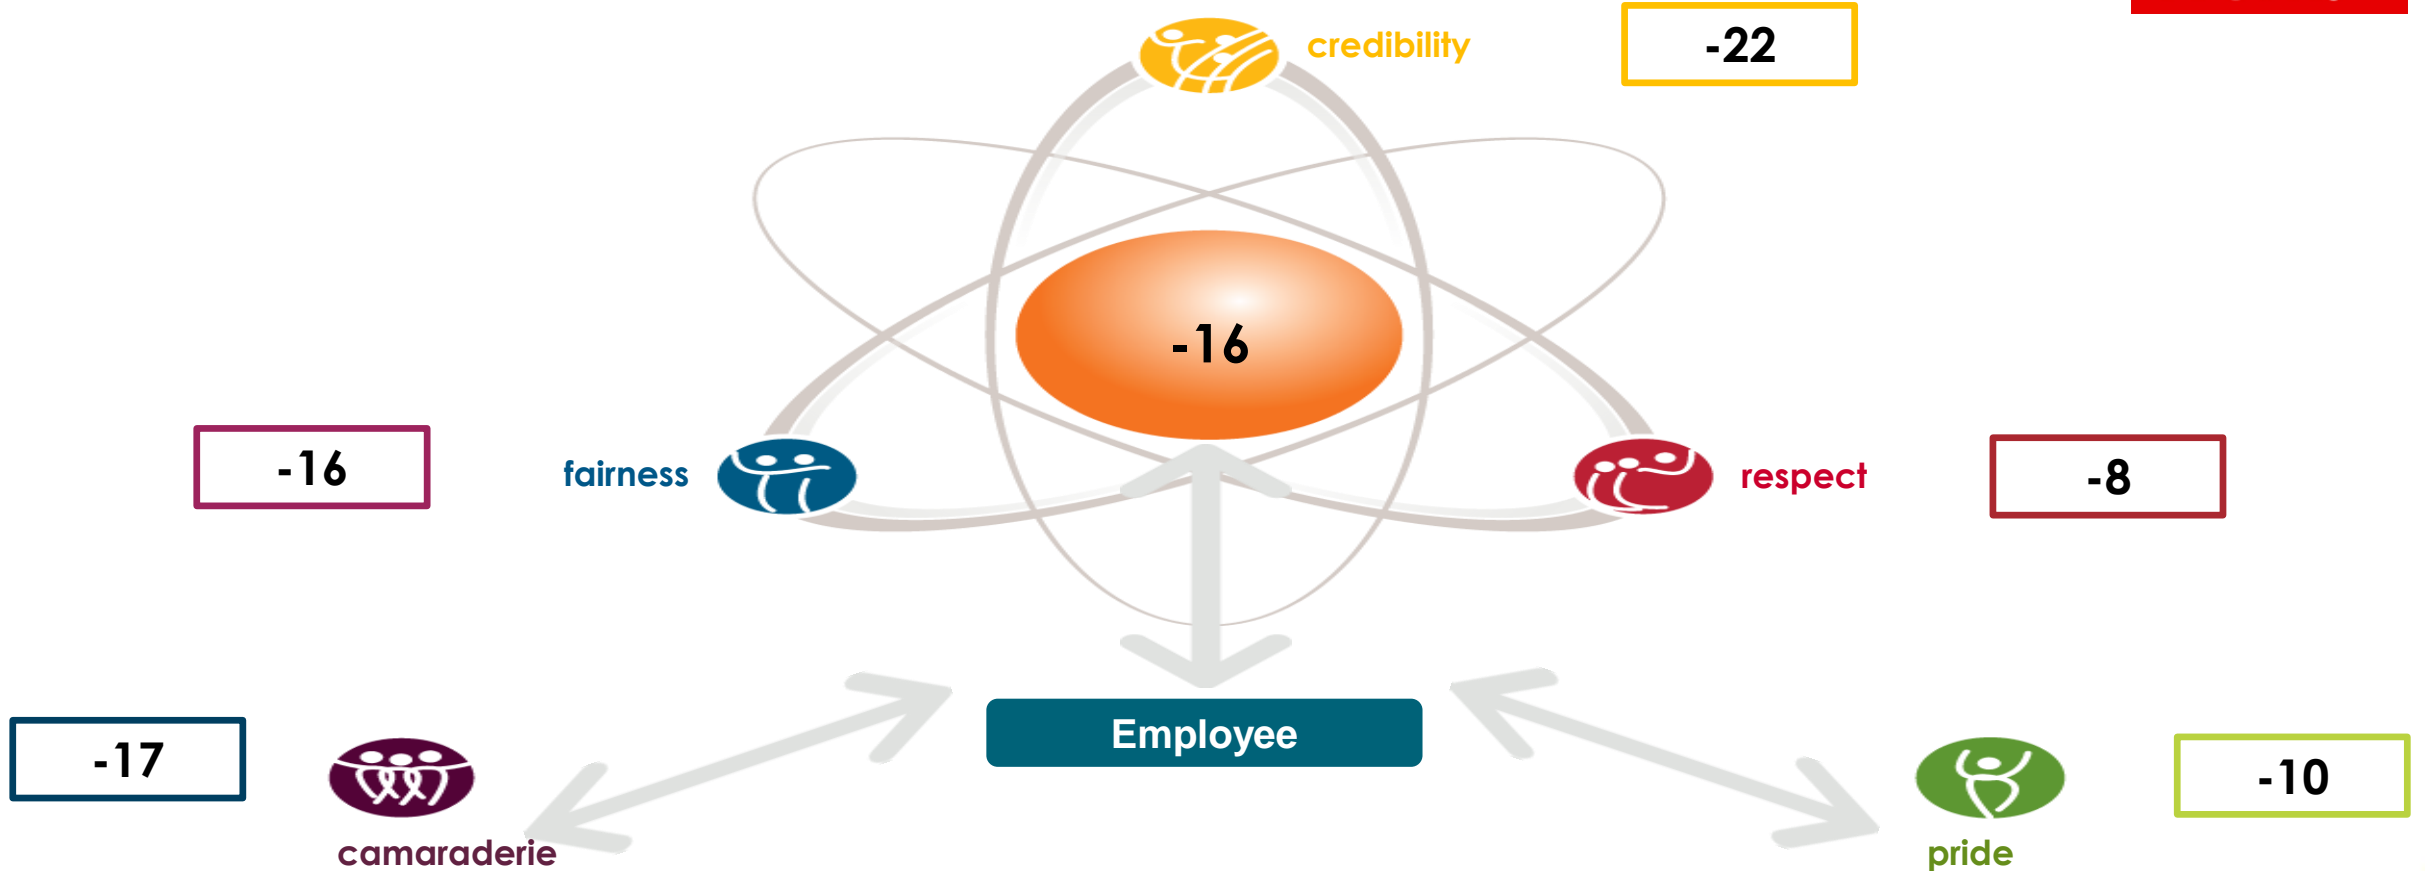 credibility
-22
-16
-16
fairness
respect
-8
Employee
-17
-10
camaraderie
pride